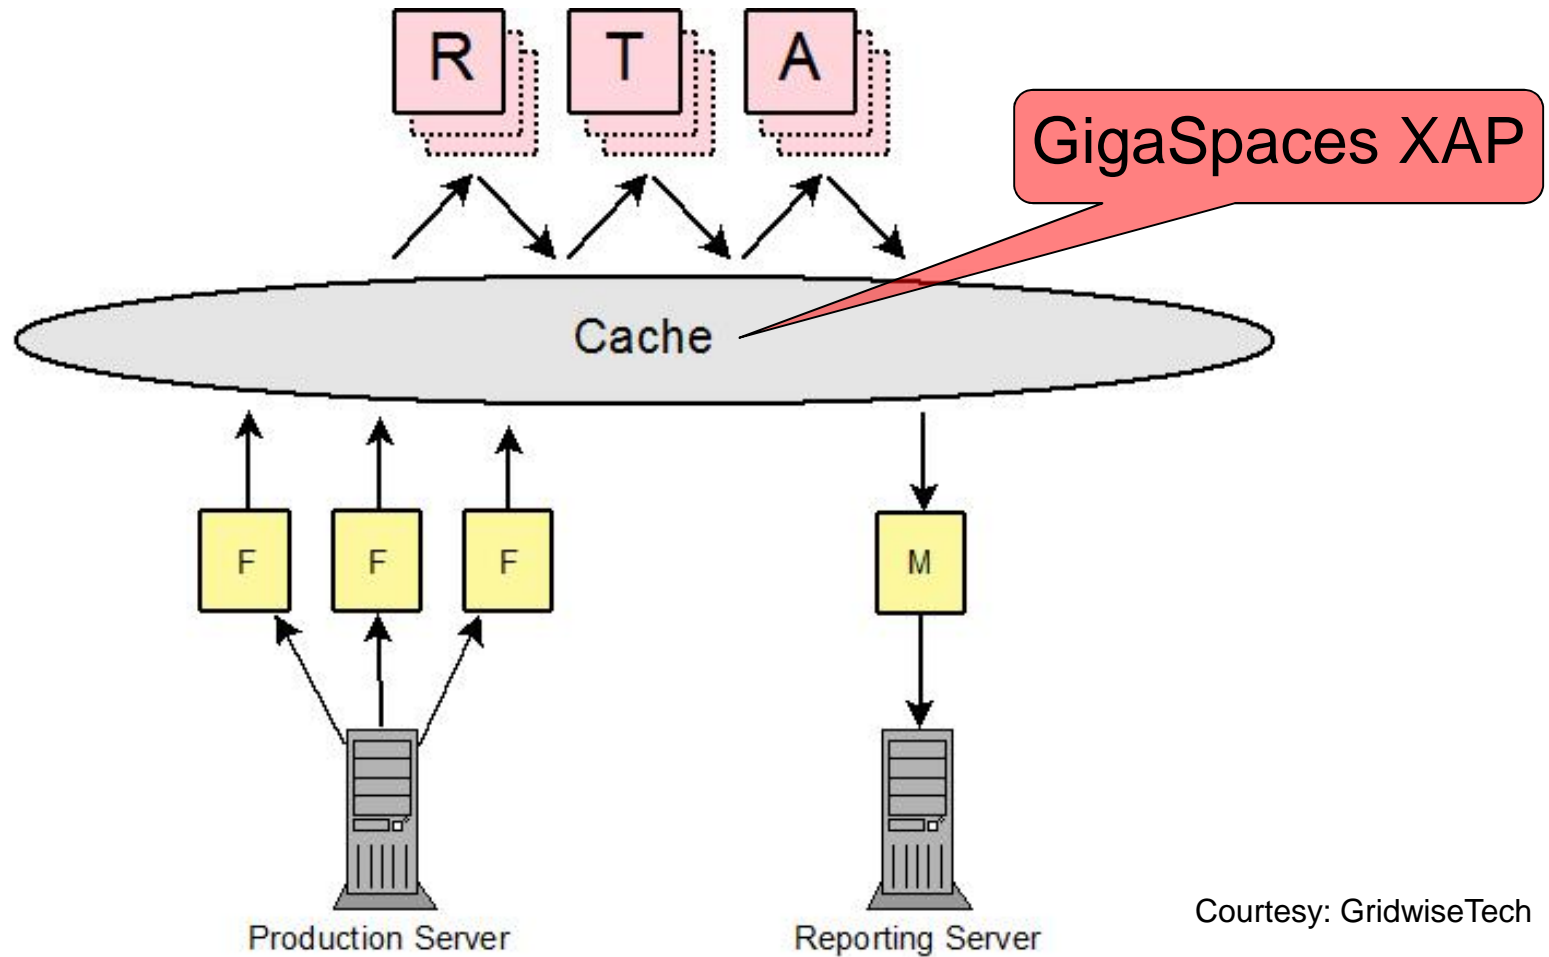 R T A
GigaSpaces XAP
Cache
F F F M
Production Server
Reporting Server
Courtesy: GridwiseTech